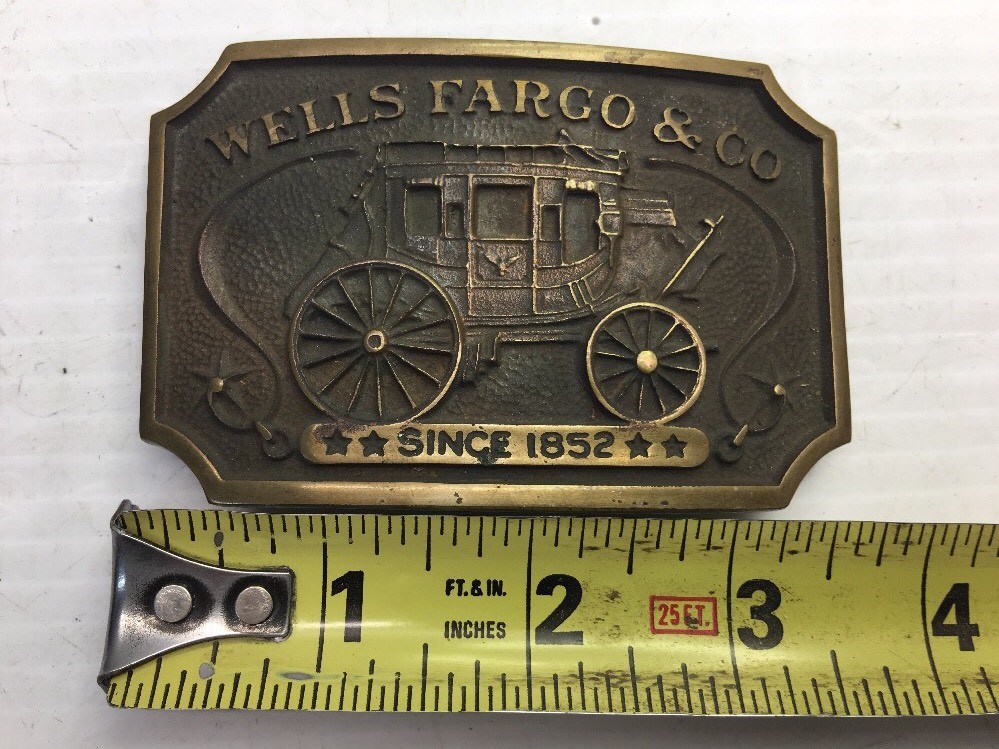 WELLS FARGO & CO
SINCE 1852
1 FT. & IN. 2 25 FT. 3 4
INCHES